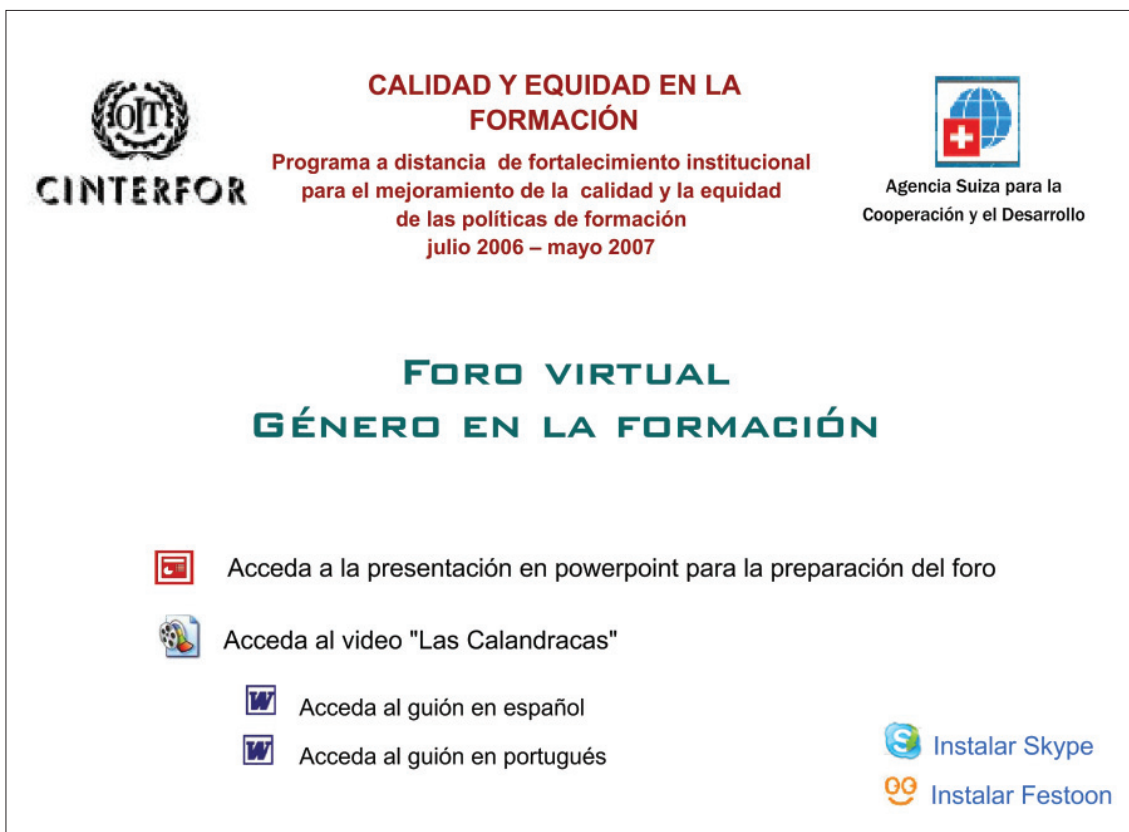 OIT
CINTERFOR
CALIDAD Y EQUIDAD EN LA
FORMACIÓN
Programa a distancia de fortalecimiento institucional
para el mejoramiento de la calidad y la equidad
de las políticas de formación
julio 2006 – mayo 2007
Agencia Suiza para la
Cooperación y el Desarrollo
FORO VIRTUAL
GÉNERO EN LA FORMACIÓN
Acceda a la presentación en powerpoint para la preparación del foro
Acceda al video "Las Calandracas"
W Acceda al guión en español
W Acceda al guión en portugués
S Instalar Skype
Instalar Festoon